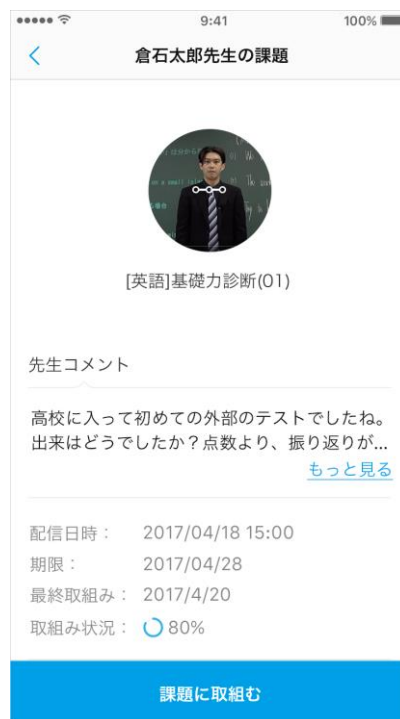 9:41
100%
倉石太郎先生の課題
[英語]基礎力診断(01)
先生コメント
高校に入って初めての外部のテストでしたね。
出来はどうでしたか？点数より、振り返りが...
もっと見る
配信日時： 2017/04/18 15:00
期限： 2017/04/28
最終取組み： 2017/4/20
取組み状況： 80%
課題に取組む